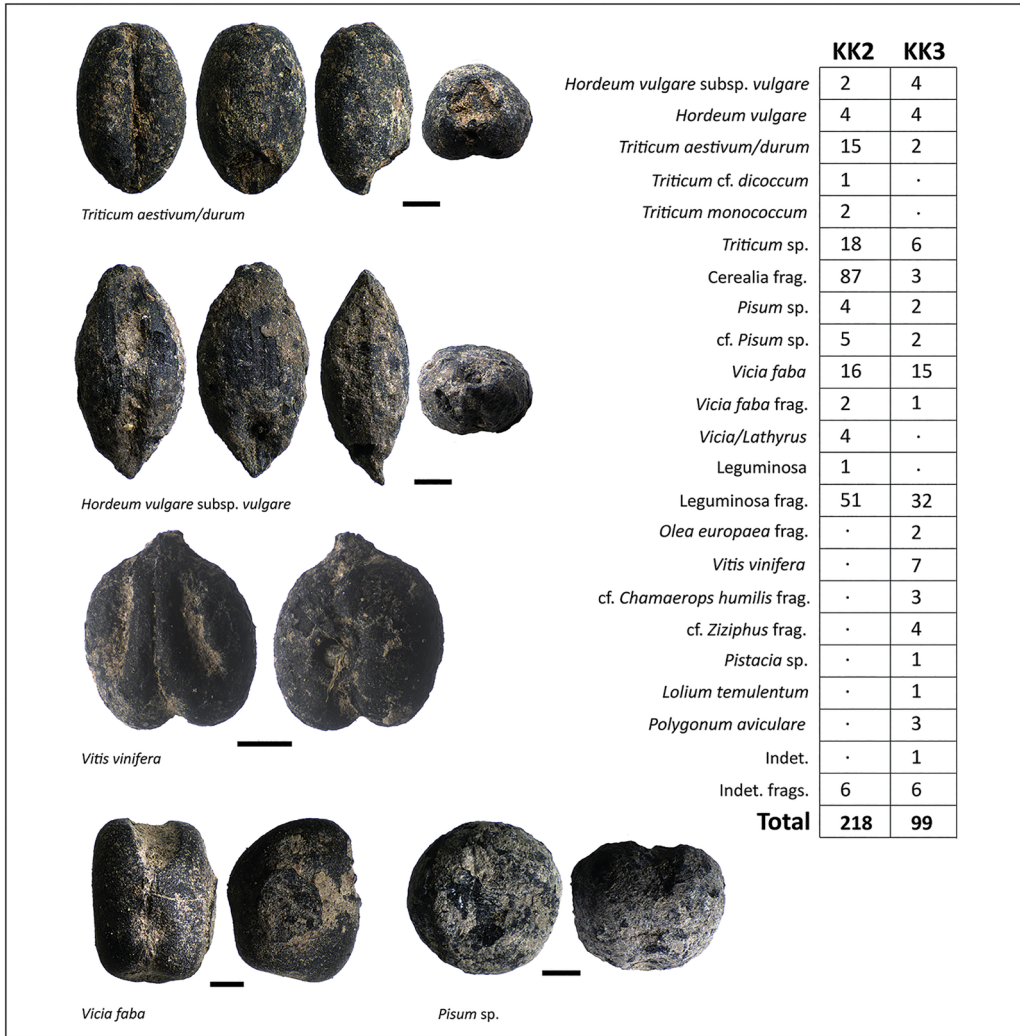 KK2 KK3
Hordeum vulgare subsp. vulgare 2 4
Hordeum vulgare 4 4
Triticum aestivum/durum 15 2
Triticum cf. dicoccum 1 ·
Triticum monococcum 2 ·
Triticum sp. 18 6
Cerealia frag. 87 3
Pisum sp. 4 2
cf. Pisum sp. 5 2
Vicia faba 16 15
Vicia faba frag. 2 1
Vicia/Lathyrus 4 ·
Leguminosa 1 ·
Leguminosa frag. 51 32
Olea europaea frag. · 2
Vitis vinifera · 7
cf. Chamaerops humilis frag. · 3
cf. Ziziphus frag. · 4
Pistacia sp. · 1
Lolium temulentum · 1
Polygonum aviculare · 3
Indet. · 1
Indet. frags. 6 6
Total 218 99
Triticum aestivum/durum
Hordeum vulgare subsp. vulgare
Vitis vinifera
Vicia faba
Pisum sp.